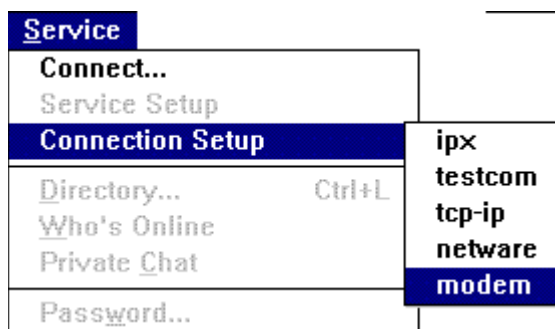 Service
Connect...
Service Setup
Connection Setup
Directory... Ctrl+L
Who's Online
Private Chat
Password...
ipx
testcom
tcp-ip
netware
modem